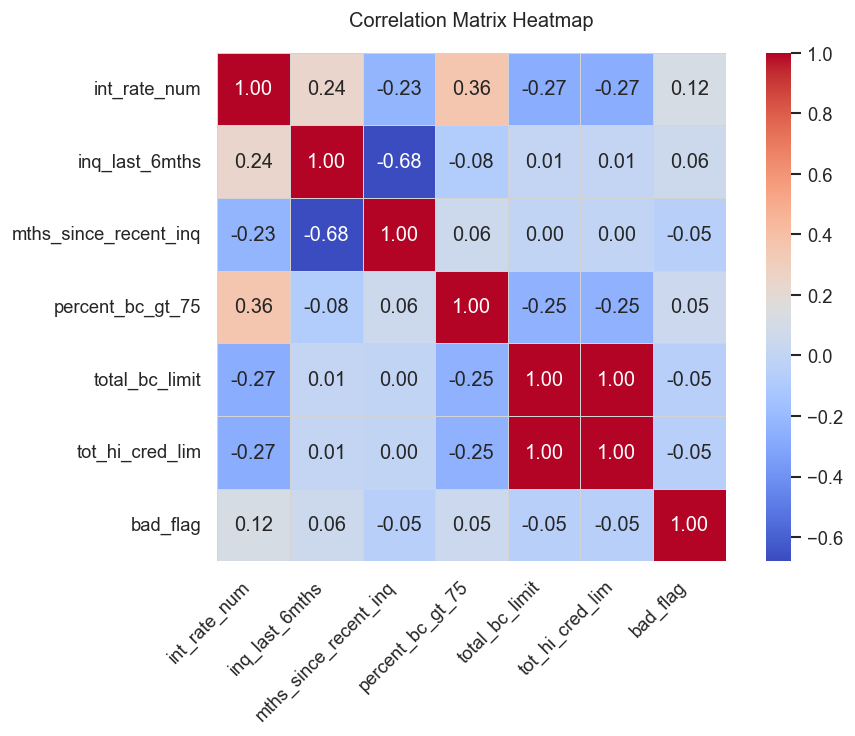 Correlation Matrix Heatmap
int_rate_num 1.00 0.24 -0.23 0.36 -0.27 -0.27 0.12
inq_last_6mths 0.24 1.00 -0.68 -0.08 0.01 0.01 0.06
mths_since_recent_inq -0.23 -0.68 1.00 0.06 0.00 0.00 -0.05
percent_bc_gt_75 0.36 -0.08 0.06 1.00 -0.25 -0.25 0.05
total_bc_limit -0.27 0.01 0.00 -0.25 1.00 1.00 -0.05
tot_hi_cred_lim -0.27 0.01 0.00 -0.25 1.00 1.00 -0.05
bad_flag 0.12 0.06 -0.05 0.05 -0.05 -0.05 1.00
int_rate_num
inq_last_6mths
mths_since_recent_inq
percent_bc_gt_75
total_bc_limit
tot_hi_cred_lim
bad_flag
1.0
0.8
0.6
0.4
0.2
0.0
−0.2
−0.4
−0.6